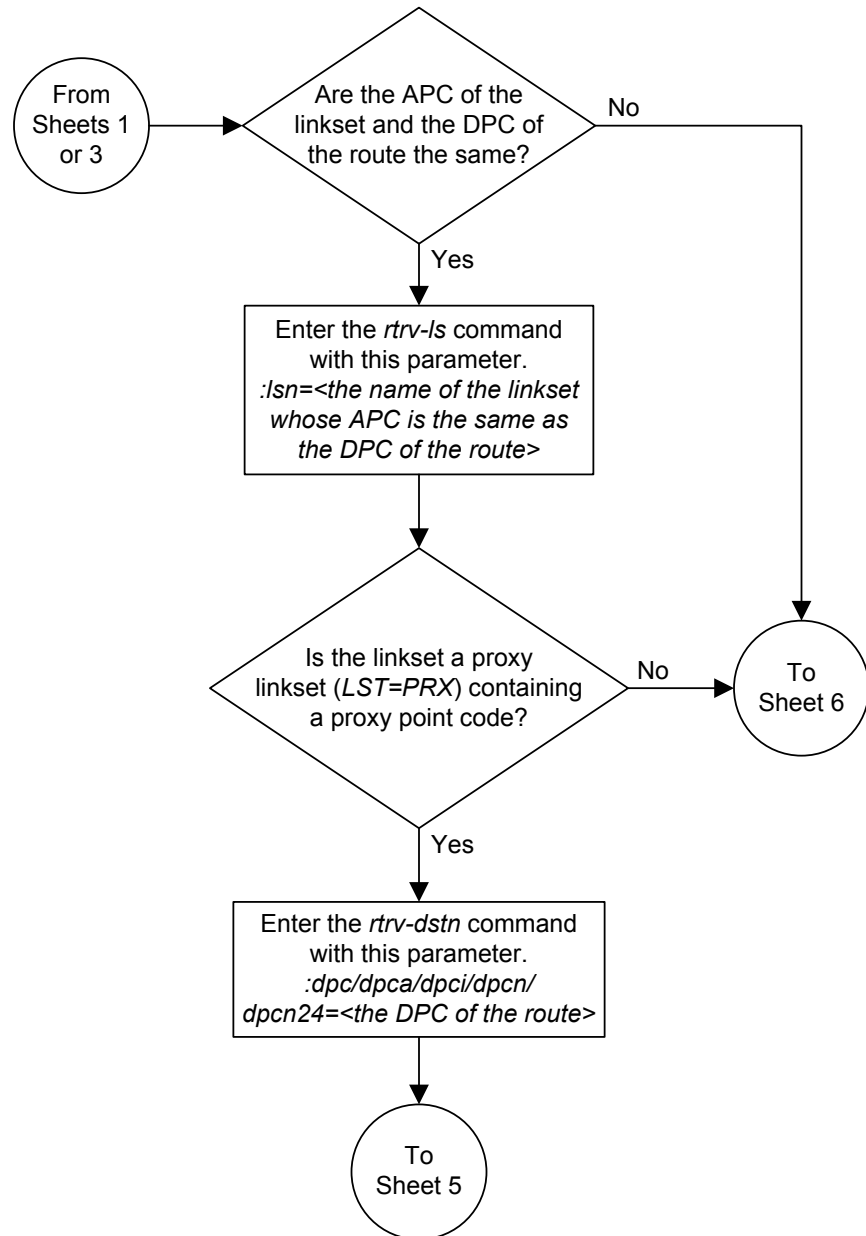 From
Sheets 1
or 3
Are the APC of the
linkset and the DPC of
the route the same?
No
Yes
Enter the rtrv-ls command
with this parameter.
:lsn=<the name of the linkset
whose APC is the same as
the DPC of the route>
Is the linkset a proxy
linkset (LST=PRX) containing
a proxy point code?
No
To
Sheet 6
Yes
Enter the rtrv-dstn command
with this parameter.
:dpc/dpca/dpci/dpcn/
dpcn24=<the DPC of the route>
To
Sheet 5